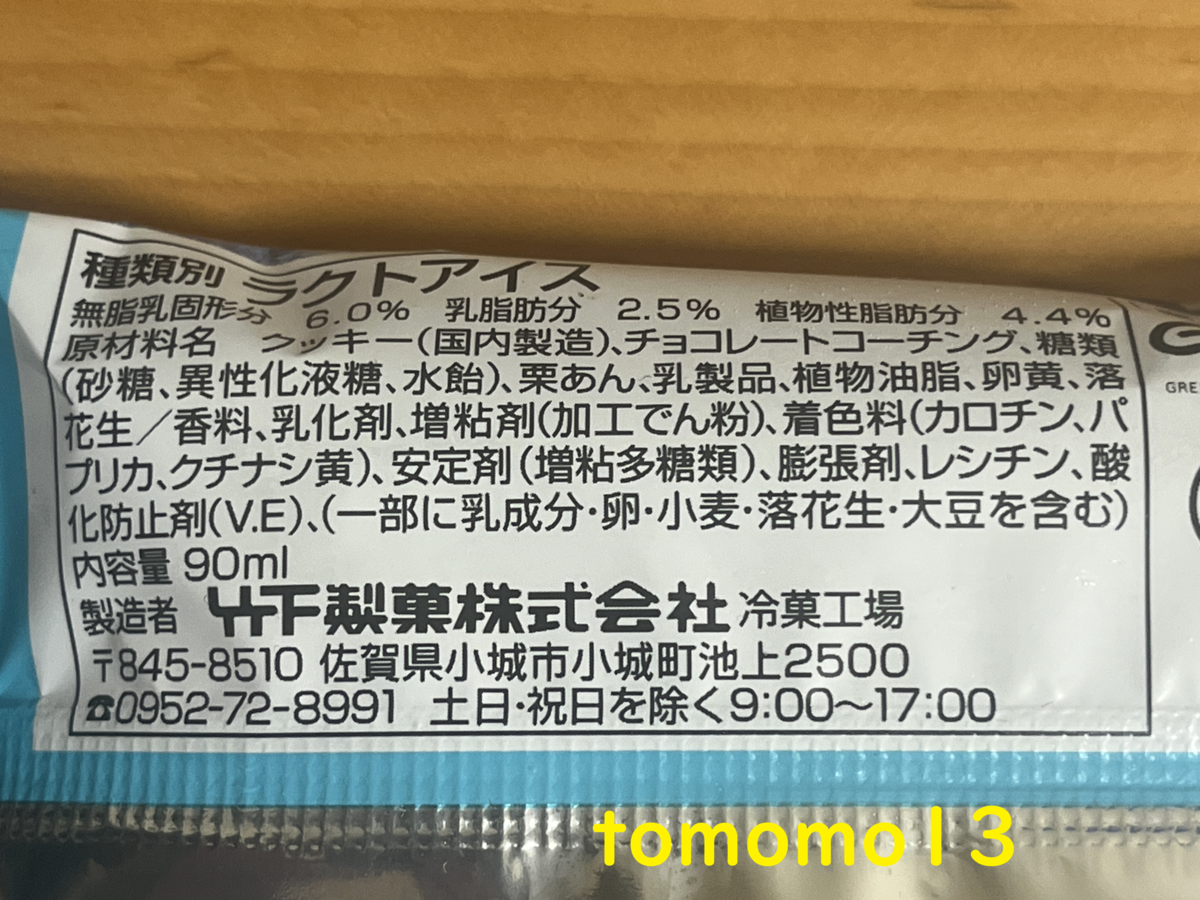 種類別 ラクトアイス
無脂乳固形分 6.0% 乳脂肪分 2.5% 植物性脂肪分 4.4%
原材料名 クッキー(国内製造)、チョコレートコーチング、糖類
(砂糖、異性化液糖、水飴)、栗あん、乳製品、植物油脂、卵黄、落
花生/香料、乳化剤、増粘剤(加工でん粉)、着色料(カロチン、パ
プリカ、クチナシ黄)、安定剤(増粘多糖類)、膨張剤、レシチン、酸
化防止剤(V.E)、(一部に乳成分・卵・小麦・落花生・大豆を含む)
内容量 90ml
製造者 竹下製菓株式会社 冷菓工場
〒845-8510 佐賀県小城市小城町池上2500
☎0952-72-8991 土日・祝日を除く9:00~17:00
GRE
tomomo13